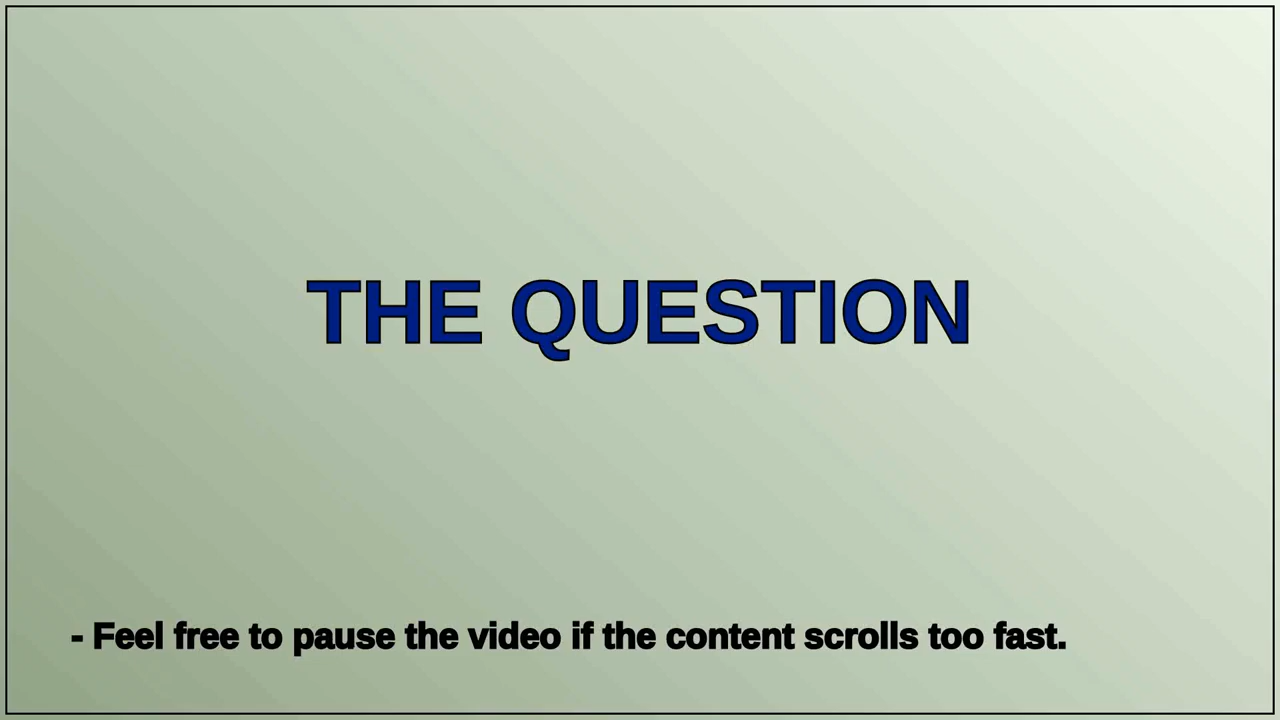 THE QUESTION
- Feel free to pause the video if the content scrolls too fast.